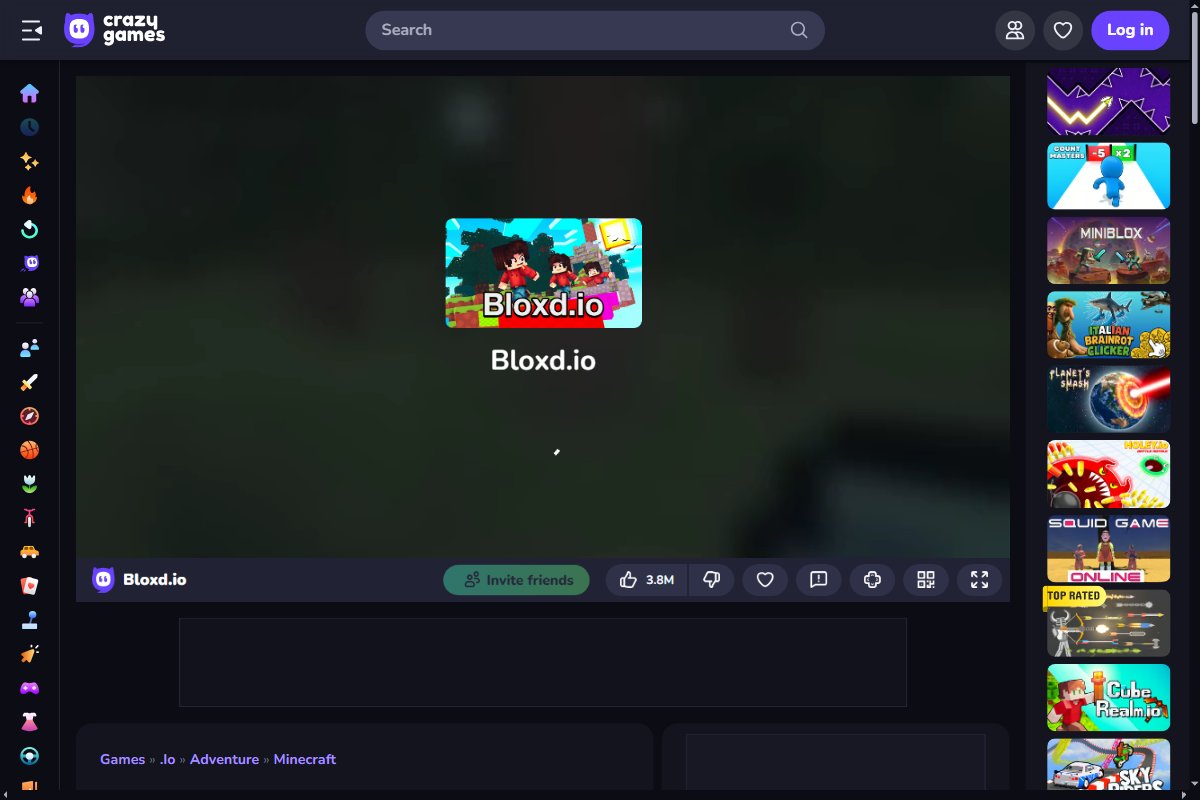 crazy
games
Search
Log in
COUNT
MASTERS
-5
x2
MINIBLOX
Bloxd.io
Bloxd.io
ITALIAN
BRAINROT
CLICKER
PLANET'S
SMASH
HOLEY.IO
SQUID GAME
ONLINE
Bloxd.io
Invite friends
3.8M
TOP RATED
Cube
Realm.io
Games » .Io » Adventure » Minecraft
SKY
RIDERS